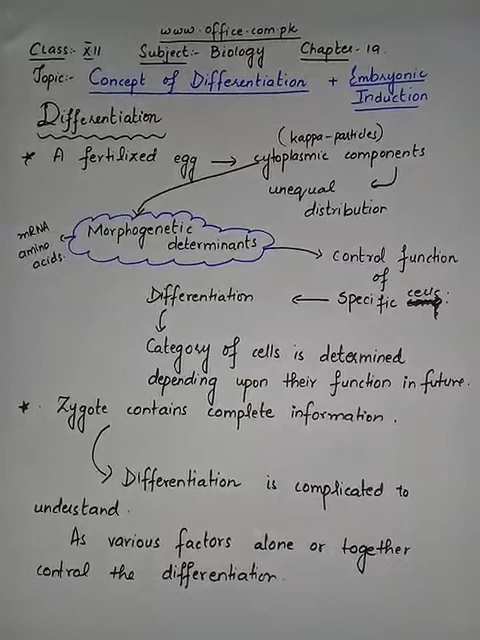 www.office.com.pk
Class:- XII Subject:- Biology Chapter-19.
Topic:- Concept of Differentiation + Embryonic
Induction
Differentiation
(kappa-particles)
* A fertilized egg → cytoplasmic components
unequal
distribution
Morphogenetic
determinants
mRNA
amino
acids.
control function
of
Specific cells.
Differentiation
Category of cells is determined
depending upon their function in future.
* Zygote contains complete information.
Differentiation is complicated to
understand.
As various factors alone or together
control the differentiation.